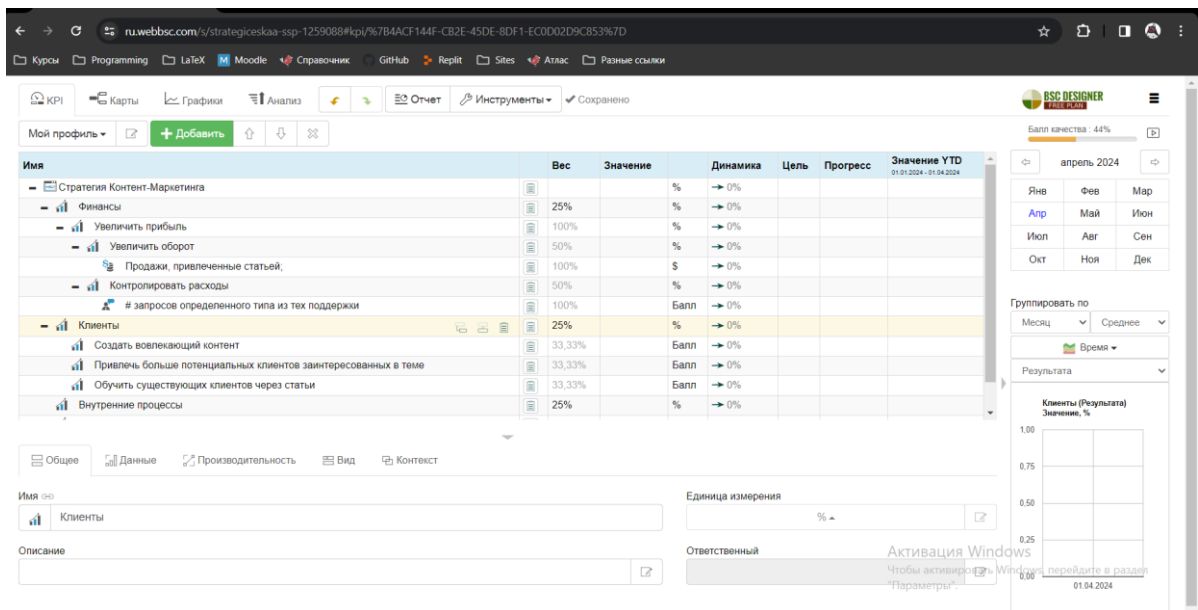 ru.webbsc.com/s/strategiceskaa-ssp-1259088#kpi/%7B4ACF144F-CB2E-45DE-8DF1-EC0D02D9C853%7D
Курсы Programming LaTeX Moodle Справочник GitHub Replit Sites Атлас Разные ссылки
KPI Карты Графики Анализ Отчет Инструменты Сохранено BSC DESIGNER
FREE PLAN
Мой профиль + Добавить Балл качества : 44%
Имя Вес Значение Динамика Цель Прогресс Значение YTD
01.01.2024 - 01.04.2024
апрель 2024
Стратегия Контент-Маркетинга % 0%
Янв Фев Мар
Финансы 25% % 0%
Апр Май Июн
Увеличить прибыль 100% % 0%
Июл Авг Сен
Увеличить оборот 50% % 0%
Окт Ноя Дек
Продажи, привлеченные статьей; 100% $ 0%
Контролировать расходы 50% % 0%
# запросов определенного типа из тех поддержки 100% Балл 0%
Группировать по
Клиенты 25% % 0%
Месяц Среднее
Создать вовлекающий контент 33,33% Балл 0%
Время
Привлечь больше потенциальных клиентов заинтересованных в теме 33,33% Балл 0%
Результата
Обучить существующих клиентов через статьи 33,33% Балл 0%
Внутренние процессы 25% % 0%
Клиенты (Результата)
Значение, %
1,00
0,75
0,50
0,25
0,00
01.04.2024
Общее Данные Производительность Вид Контекст
Имя Единица измерения
Клиенты %
Описание Ответственный
Активация Windows
Чтобы активировать Windows, перейдите в раздел
"Параметры".